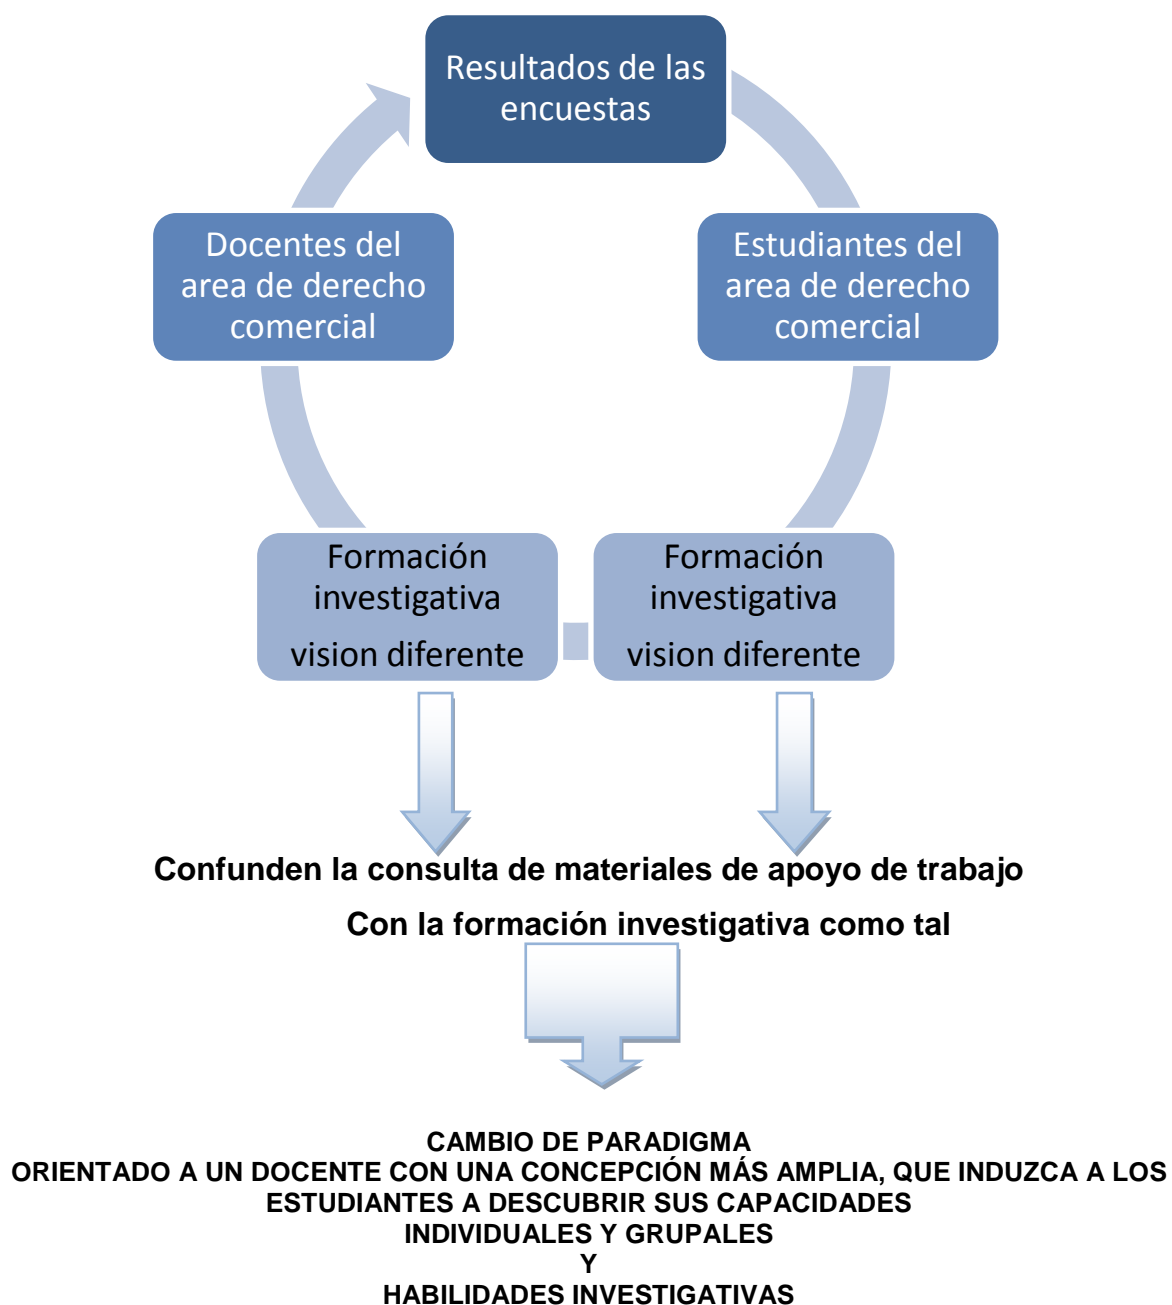 Resultados de las
encuestas
Docentes del
area de derecho
comercial
Estudiantes del
area de derecho
comercial
Formación
investigativa
vision diferente
Formación
investigativa
vision diferente
Confunden la consulta de materiales de apoyo de trabajo
Con la formación investigativa como tal
CAMBIO DE PARADIGMA
ORIENTADO A UN DOCENTE CON UNA CONCEPCIÓN MÁS AMPLIA, QUE INDUZCA A LOS
ESTUDIANTES A DESCUBRIR SUS CAPACIDADES
INDIVIDUALES Y GRUPALES
Y
HABILIDADES INVESTIGATIVAS